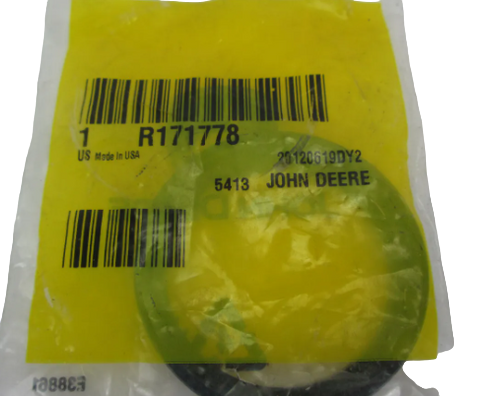 1 R171778
US Made in USA
20120619DY2
5413 JOHN DEERE